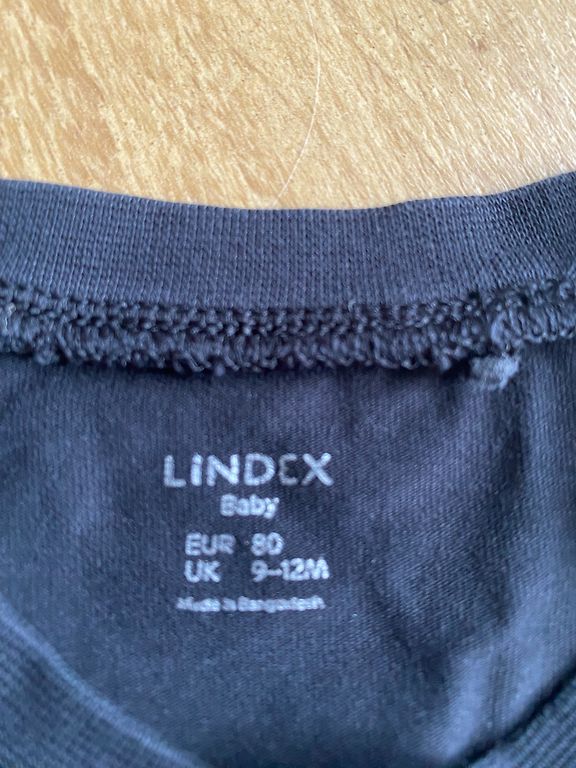 LiNDEX
Baby
EUR 80
UK 9-12M
Made in Bangladesh